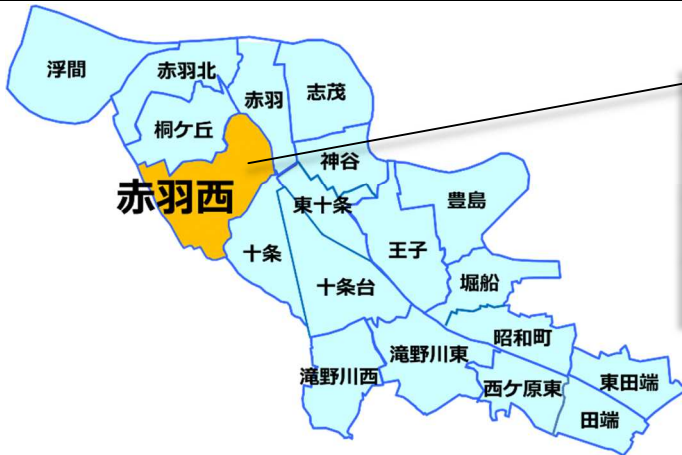 浮間
赤羽北
赤羽
志茂
桐ケ丘
神谷
赤羽西
東十条
豊島
王子
十条
堀船
十条台
昭和町
滝野川東
滝野川西
西ケ原東
東田端
田端